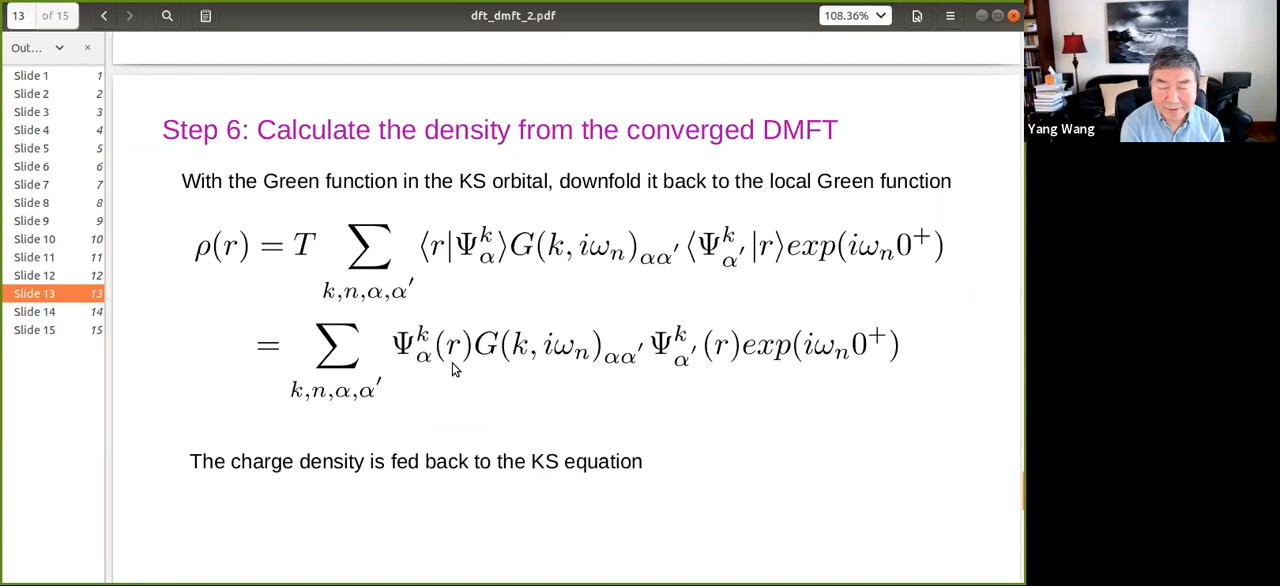 13 of 15
dft_dmft_2.pdf
108.36%
Out...
Slide 1 1
Slide 2 2
Slide 3 3
Slide 4 4
Slide 5 5
Slide 6 6
Slide 7 7
Slide 8 8
Slide 9 9
Slide 10 10
Slide 11 11
Slide 12 12
Slide 13 13
Slide 14 14
Slide 15 15
Step 6: Calculate the density from the converged DMFT
With the Green function in the KS orbital, downfold it back to the local Green function
ρ(r) = T ∑_{k,n,α,α′} ⟨r|Ψ^k_α⟩G(k, iω_n)_{αα′}⟨Ψ^k_{α′}|r⟩exp(iω_n0^+)
= ∑_{k,n,α,α′} Ψ^k_α(r)G(k, iω_n)_{αα′}Ψ^k_{α′}(r)exp(iω_n0^+)
The charge density is fed back to the KS equation
Yang Wang